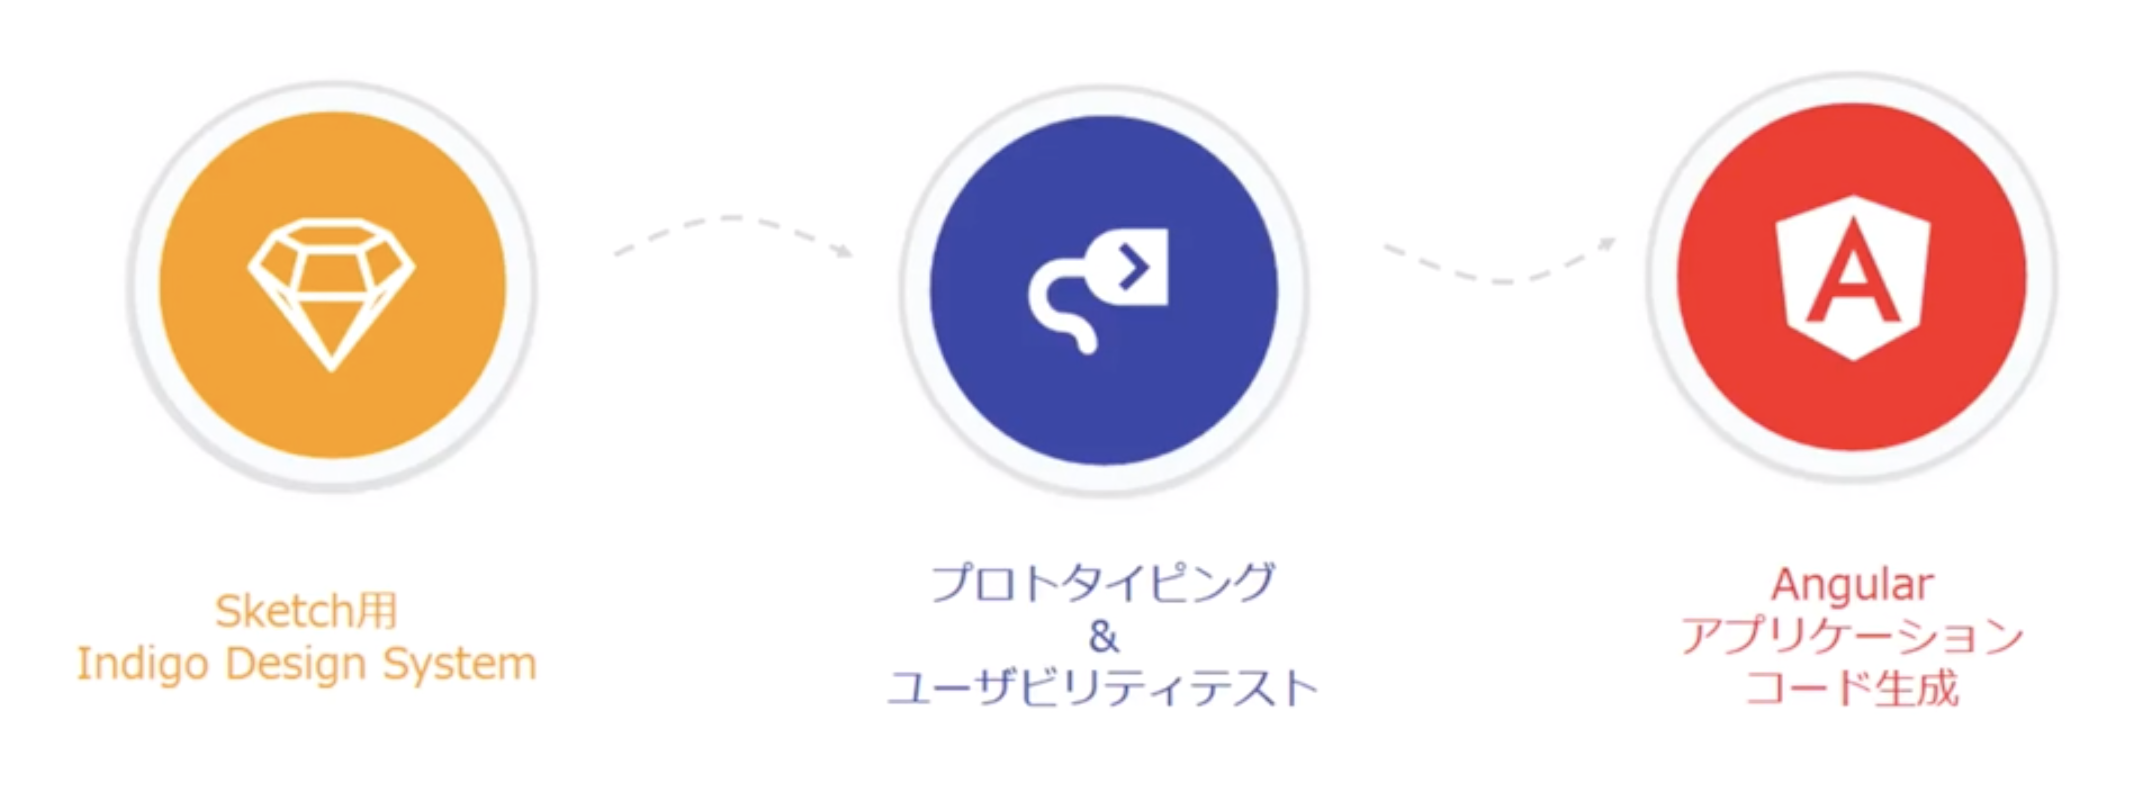 Sketch用
Indigo Design System
プロトタイピング
&
ユーザビリティテスト
Angular
アプリケーション
コード生成